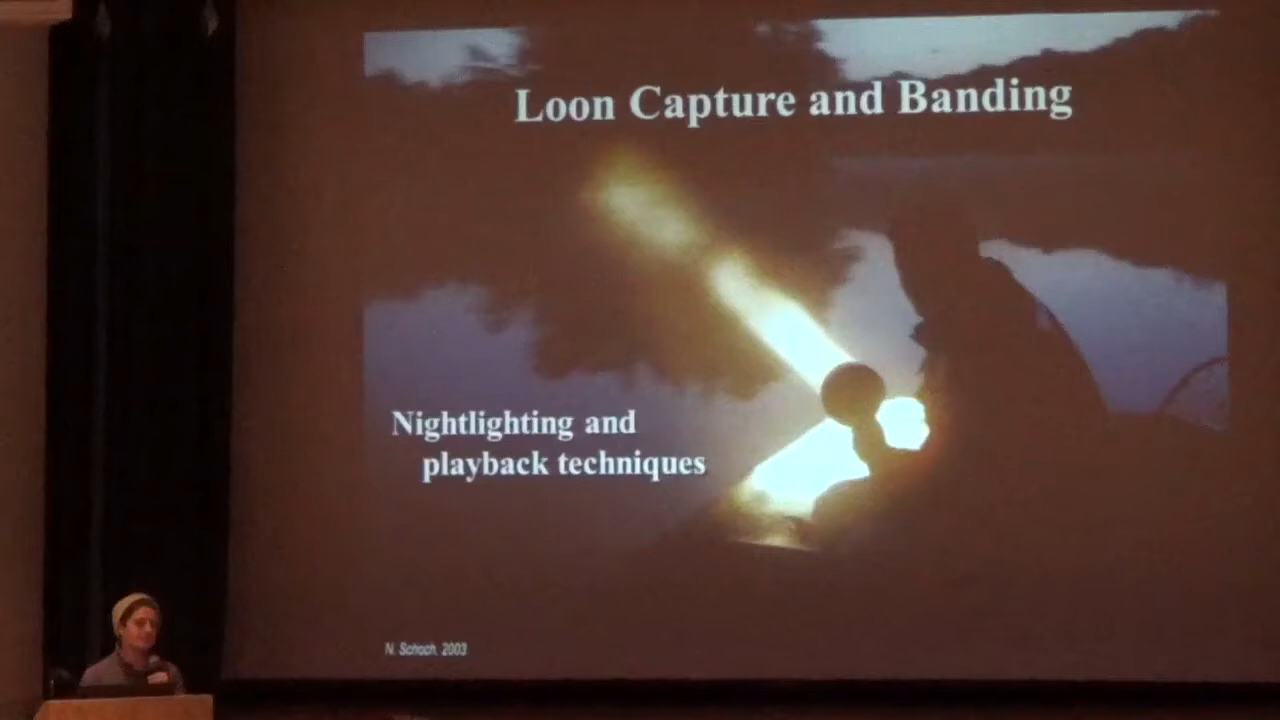 Loon Capture and Banding
Nightlighting and
playback techniques
N. Schoch, 2003